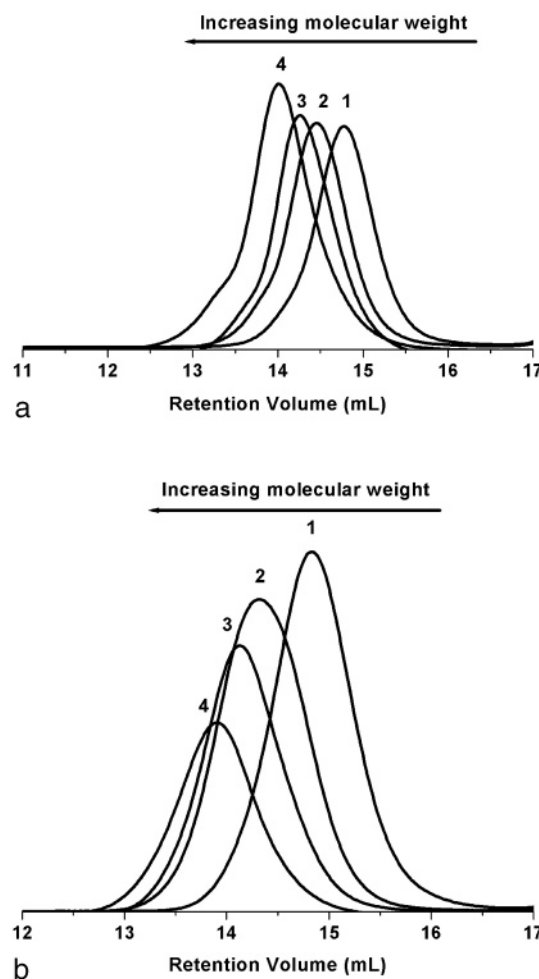 Increasing molecular weight
4
3 2 1
11 12 13 14 15 16 17
a
Retention Volume (mL)
Increasing molecular weight
1
2
3
4
12 13 14 15 16 17
b
Retention Volume (mL)